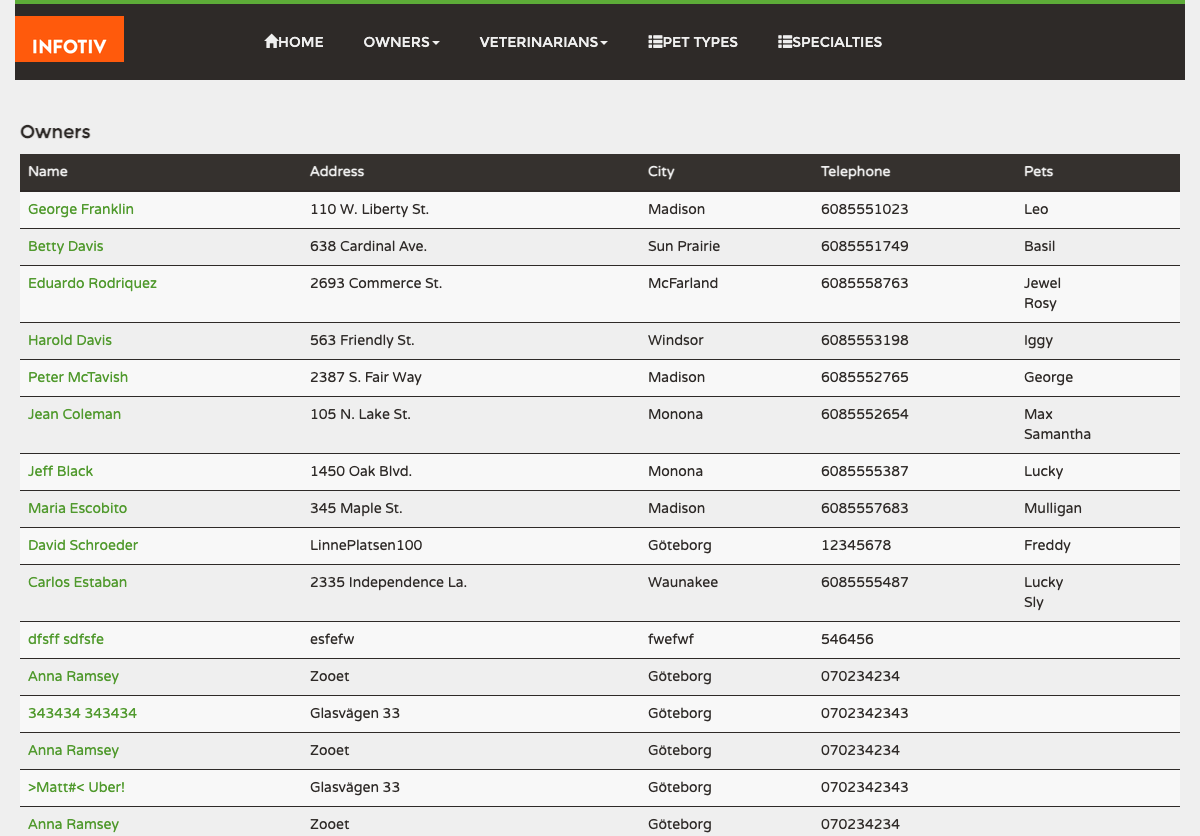 INFOTIV
HOME OWNERS VETERINARIANS PET TYPES SPECIALTIES
Owners
Name Address City Telephone Pets
George Franklin 110 W. Liberty St. Madison 6085551023 Leo
Betty Davis 638 Cardinal Ave. Sun Prairie 6085551749 Basil
Eduardo Rodriquez 2693 Commerce St. McFarland 6085558763 Jewel
Rosy
Harold Davis 563 Friendly St. Windsor 6085553198 Iggy
Peter McTavish 2387 S. Fair Way Madison 6085552765 George
Jean Coleman 105 N. Lake St. Monona 6085552654 Max
Samantha
Jeff Black 1450 Oak Blvd. Monona 6085555387 Lucky
Maria Escobito 345 Maple St. Madison 6085557683 Mulligan
David Schroeder LinnePlatsen100 Göteborg 12345678 Freddy
Carlos Estaban 2335 Independence La. Waunakee 6085555487 Lucky
Sly
dfsff sdfsfe esfefw fwefwf 546456
Anna Ramsey Zooet Göteborg 070234234
343434 343434 Glasvägen 33 Göteborg 0702342343
Anna Ramsey Zooet Göteborg 070234234
>Matt#< Uber! Glasvägen 33 Göteborg 0702342343
Anna Ramsey Zooet Göteborg 070234234